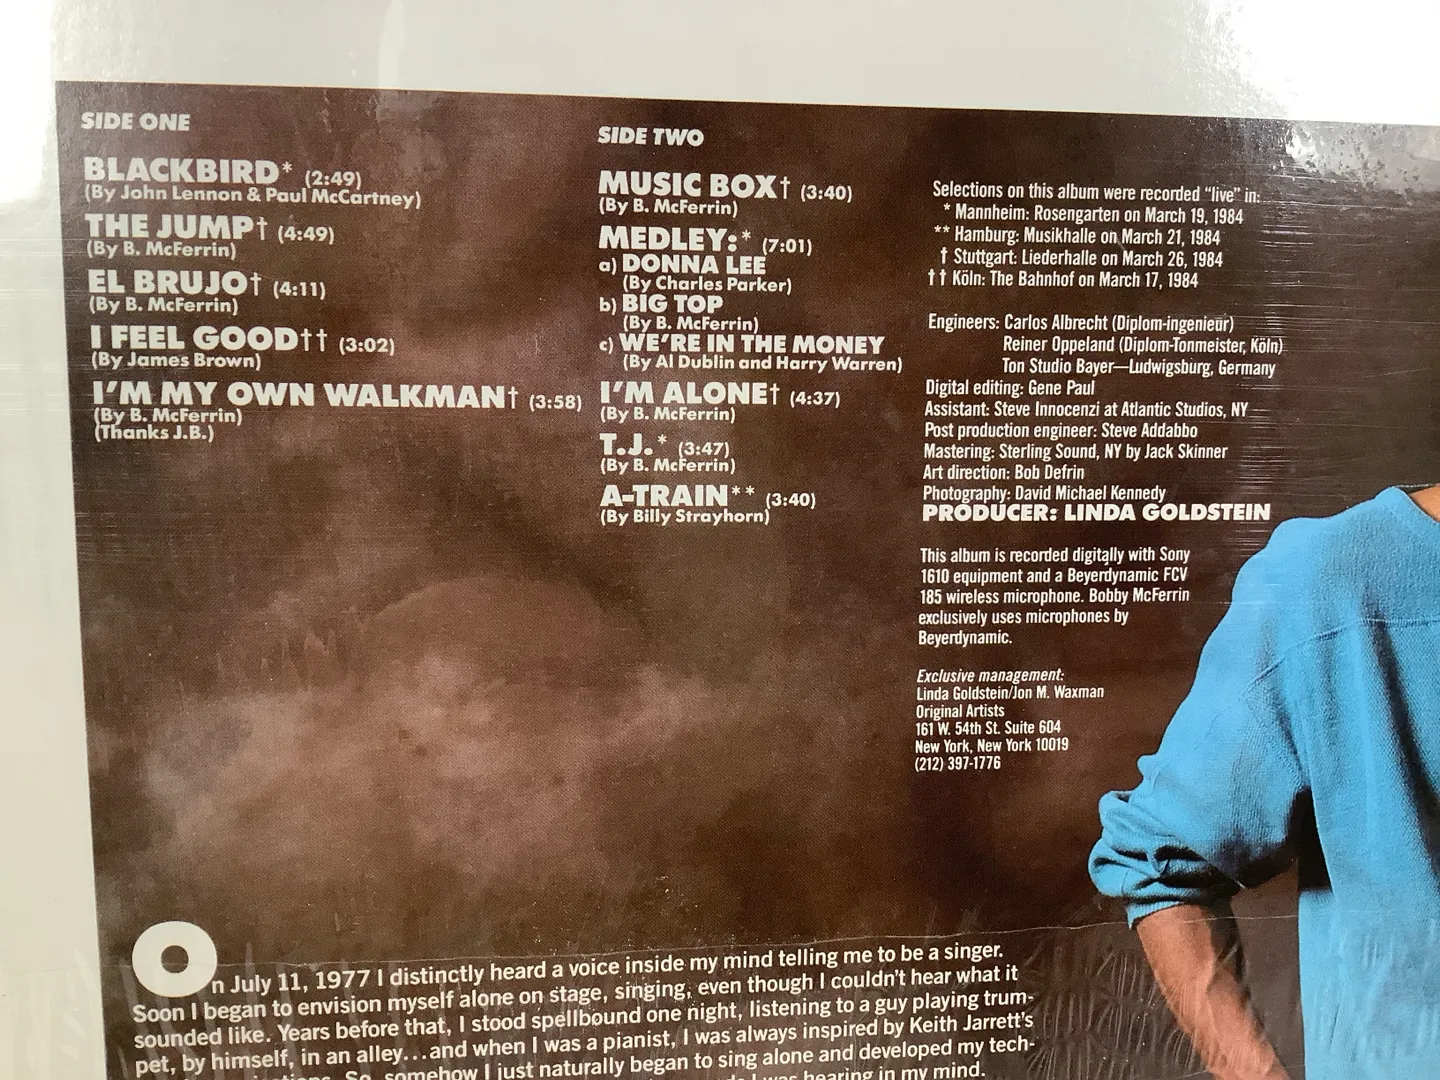 SIDE ONE
BLACKBIRD* (2:49)
(By John Lennon & Paul McCartney)
THE JUMP† (4:49)
(By B. McFerrin)
EL BRUJO† (4:11)
(By B. McFerrin)
I FEEL GOOD†† (3:02)
(By James Brown)
I'M MY OWN WALKMAN† (3:58)
(By B. McFerrin)
(Thanks J.B.)
SIDE TWO
MUSIC BOX† (3:40)
(By B. McFerrin)
MEDLEY:* (7:01)
a) DONNA LEE
(By Charles Parker)
b) BIG TOP
(By B. McFerrin)
c) WE'RE IN THE MONEY
(By Al Dublin and Harry Warren)
I'M ALONE† (4:37)
(By B. McFerrin)
T.J.* (3:47)
(By B. McFerrin)
A-TRAIN** (3:40)
(By Billy Strayhorn)
Selections on this album were recorded "live" in:
* Mannheim: Rosengarten on March 19, 1984
** Hamburg: Musikhalle on March 21, 1984
† Stuttgart: Liederhalle on March 26, 1984
†† Köln: The Bahnhof on March 17, 1984
Engineers: Carlos Albrecht (Diplom-ingenieur)
Reiner Oppeland (Diplom-Tonmeister, Köln)
Ton Studio Bayer—Ludwigsburg, Germany
Digital editing: Gene Paul
Assistant: Steve Innocenzi at Atlantic Studios, NY
Post production engineer: Steve Addabbo
Mastering: Sterling Sound, NY by Jack Skinner
Art direction: Bob Defrin
Photography: David Michael Kennedy
PRODUCER: LINDA GOLDSTEIN
This album is recorded digitally with Sony
1610 equipment and a Beyerdynamic FCV
185 wireless microphone. Bobby McFerrin
exclusively uses microphones by
Beyerdynamic.
Exclusive management:
Linda Goldstein/Jon M. Waxman
Original Artists
161 W. 54th St. Suite 604
New York, New York 10019
(212) 397-1776
On July 11, 1977 I distinctly heard a voice inside my mind telling me to be a singer.
Soon I began to envision myself alone on stage, singing, even though I couldn't hear what it
sounded like. Years before that, I stood spellbound one night, listening to a guy playing trum-
pet, by himself, in an alley...and when I was a pianist, I was always inspired by Keith Jarrett's
So, somehow I just naturally began to sing alone and developed my tech-
I was hearing in my mind.